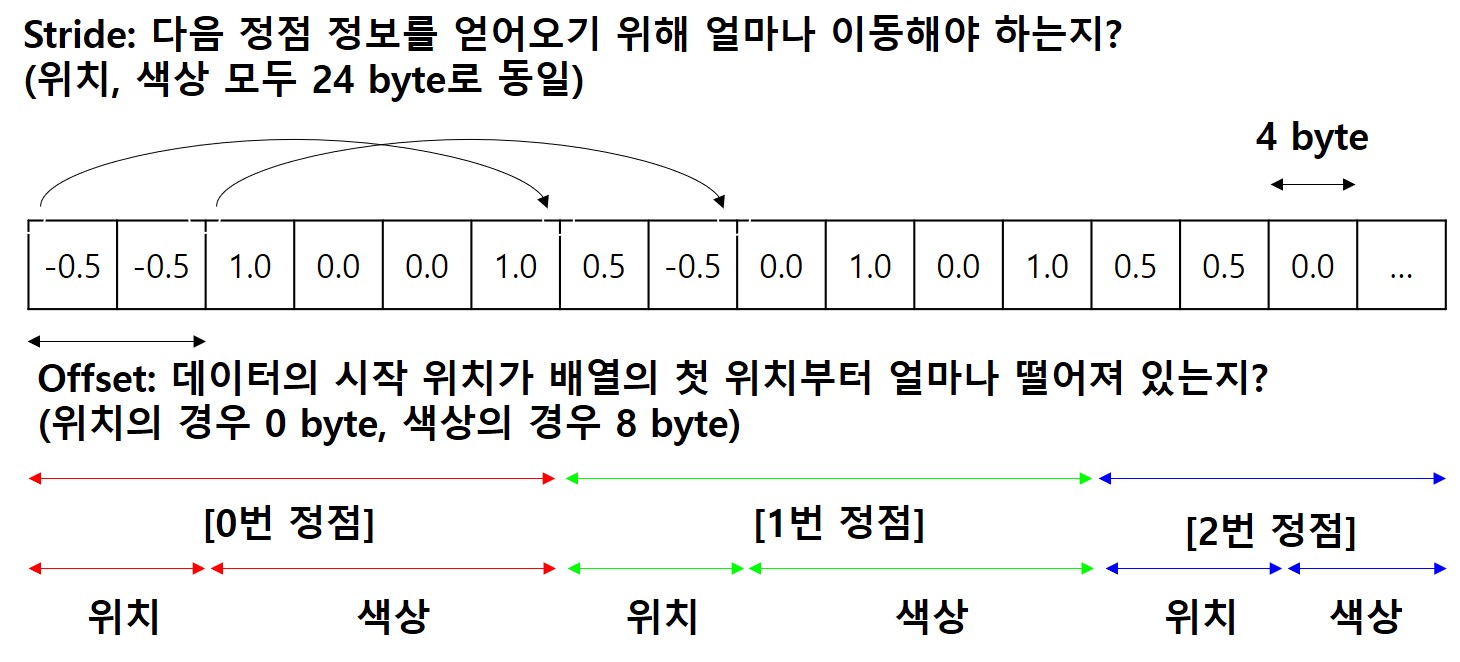 Stride: 다음 정점 정보를 얻어오기 위해 얼마나 이동해야 하는지?
(위치, 색상 모두 24 byte로 동일)
4 byte
-0.5 -0.5 1.0 0.0 0.0 1.0 0.5 -0.5 0.0 1.0 0.0 1.0 0.5 0.5 0.0 ...
Offset: 데이터의 시작 위치가 배열의 첫 위치부터 얼마나 떨어져 있는지?
(위치의 경우 0 byte, 색상의 경우 8 byte)
[0번 정점] [1번 정점] [2번 정점]
위치 색상 위치 색상 위치 색상